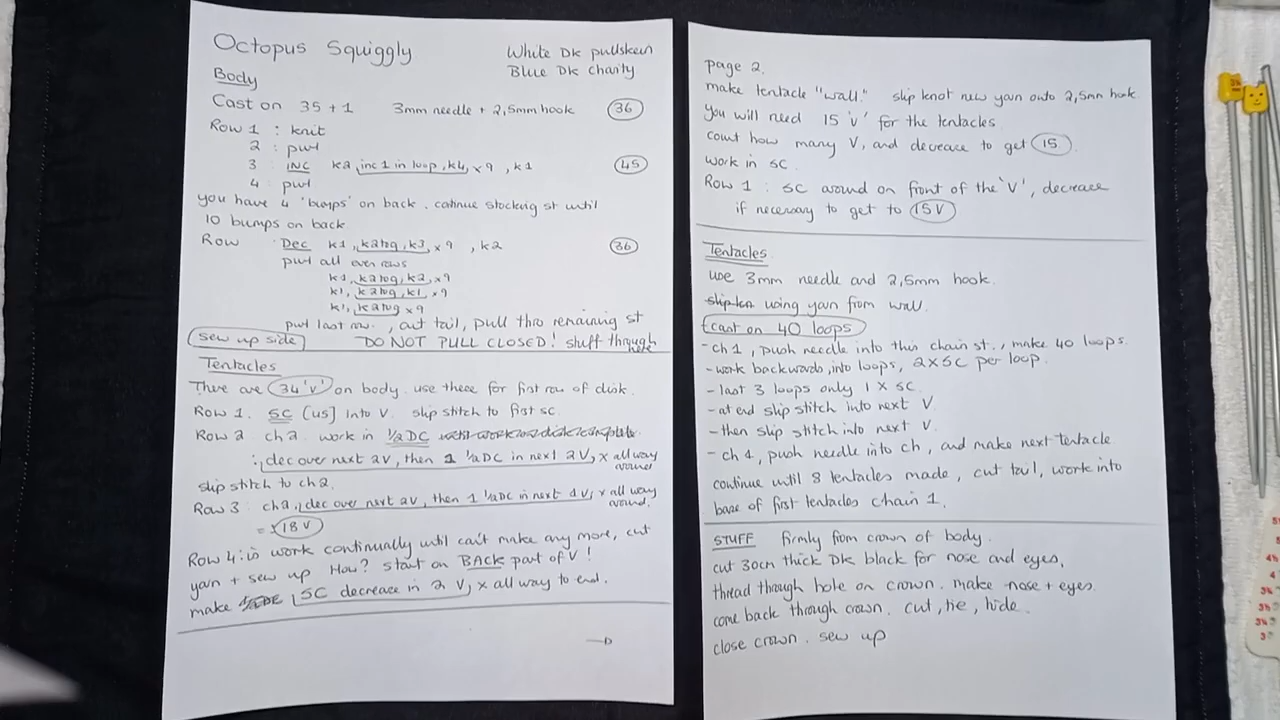 Octopus Squiggly
White DK pullskein
Blue DK charity
Body
Cast on 35 + 1 3mm needle + 2,5mm hook 36
Row 1 : knit
2 : purl
3 : INC k2, inc 1 in loop, k4, x 9 , k1 45
4 : purl
you have 4 'bumps' on back. continue stocking st until
10 bumps on back
Row Dec k1, k2tog, k3, x 9 , k2 36
purl all even rows
k1, k2tog, k2, x 9
k1, k2tog, k1, x 9
k1, k2tog x 9
purl last row , cut tail, pull thro remaining st
sew up side DO NOT PULL CLOSED! stuff through
here
Tentacles
There are 34 'V' on body. use these for first row of disk.
Row 1. SC (US) into V. slip stitch to first sc.
Row 2 ch 2. work in 1/2 DC
: dec over next 2V, then 1 1/2DC in next 2V, x all way
around
slip stitch to ch 2.
Row 3 : ch 2, dec over next 2V, then 1 1/2DC in next 1V, x all way
around.
= 18 V
Row 4: work continually until can't make any more, cut
yarn + sew up How? start on BACK part of V!
make SC decrease in 2 V, x all way to end.
page 2.
make tentacle "wall." slip knot new yarn onto 2,5mm hook.
You will need 15 'V' for the tentacles
count how many V, and decrease to get 15.
work in SC.
Row 1 : SC around on front of the 'V', decrease
if necessary to get to 15 V
Tentacles
use 3mm needle and 2,5mm hook.
using yarn from wall.
cast on 40 loops
- ch 1, push needle into this chain st., make 40 loops.
- work backwards, into loops, 2 x SC per loop.
- last 3 loops only 1 x SC.
- at end slip stitch into next V
- then slip stitch into next V.
- ch 1, push needle into ch, and make next tentacle
continue until 8 tentacles made, cut tail, work into
base of first tentacles chain 1.
STUFF firmly from crown of body.
cut 30cm thick DK black for nose and eyes,
thread through hole on crown. make nose + eyes.
come back through crown. cut, tie, hide.
close crown. sew up